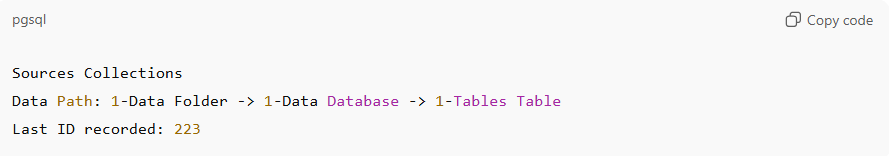 pgsql
Copy code
Sources Collections
Data Path: 1-Data Folder -> 1-Data Database -> 1-Tables Table
Last ID recorded: 223